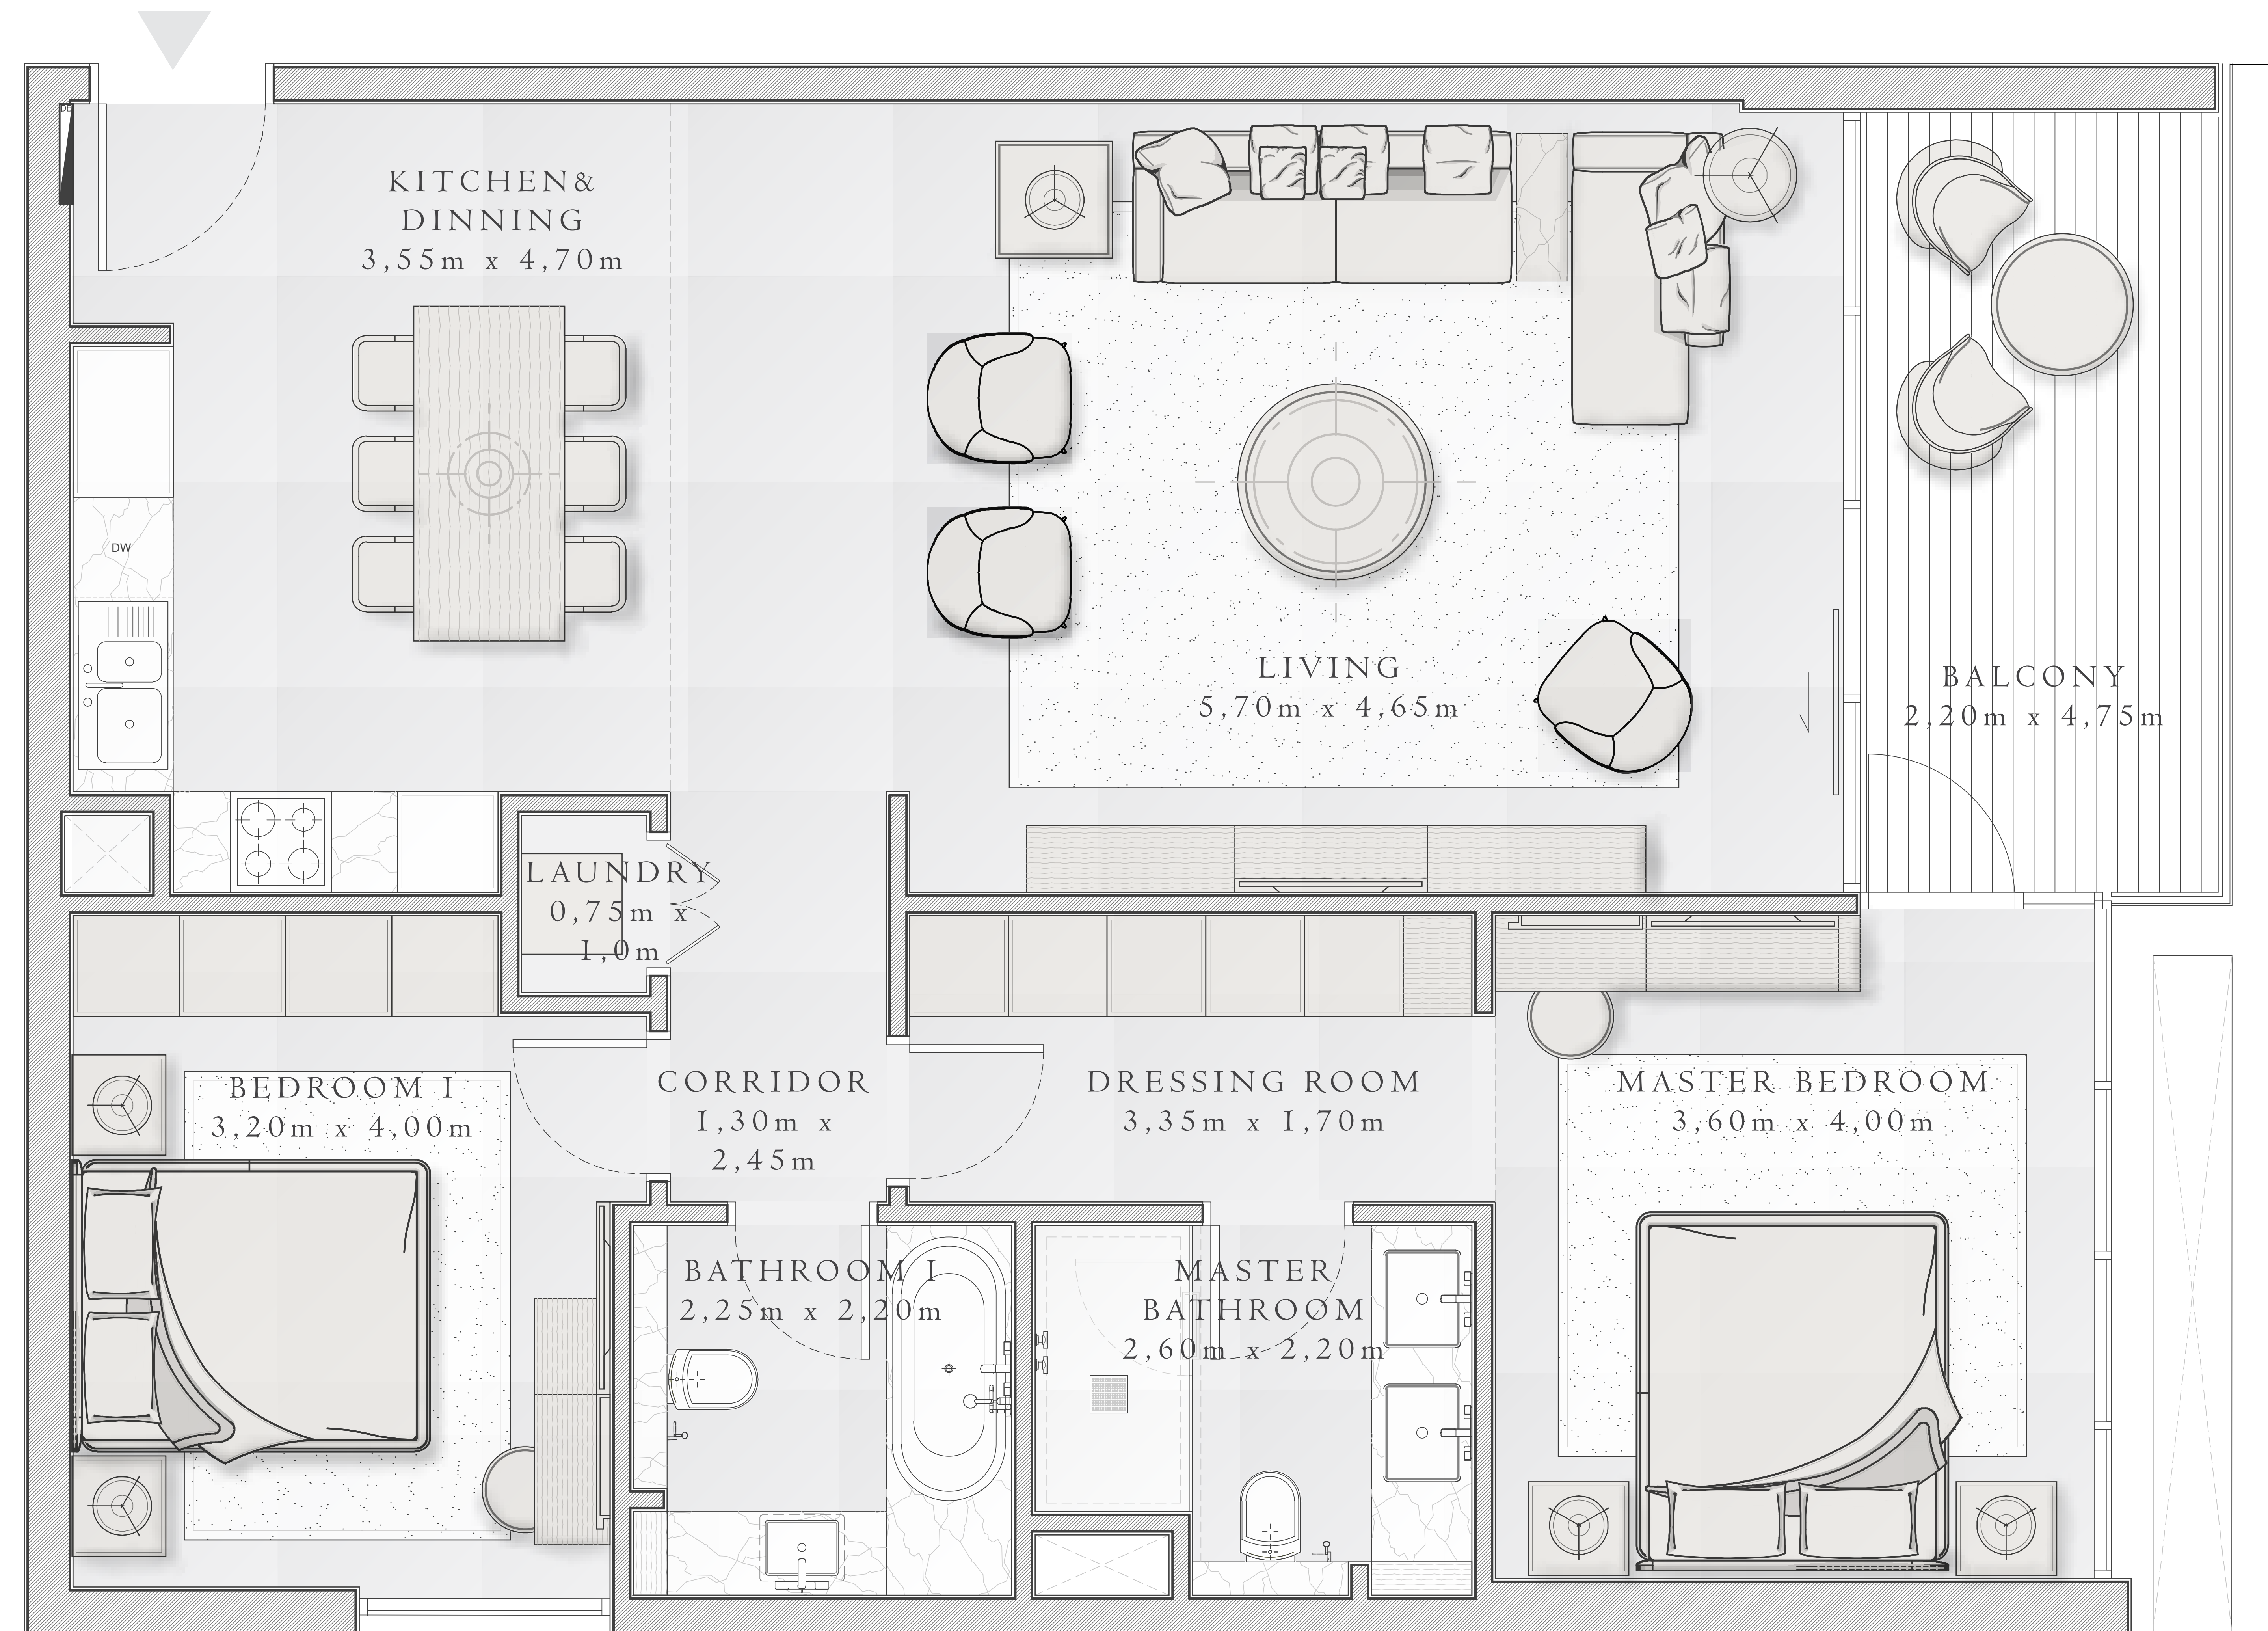 KITCHEN&
DINNING
3,55m x 4,70m
DW
LIVING
5,70m x 4,65m
BALCONY
2,20m x 4,75m
LAUNDRY
0,75m x
1,0m
BEDROOM I
3,20m x 4,00m
CORRIDOR
1,30m x
2,45m
DRESSING ROOM
3,35m x 1,70m
MASTER BEDROOM
3,60m x 4,00m
BATHROOM I
2,25m x 2,20m
MASTER
BATHROOM
2,60m x 2,20m